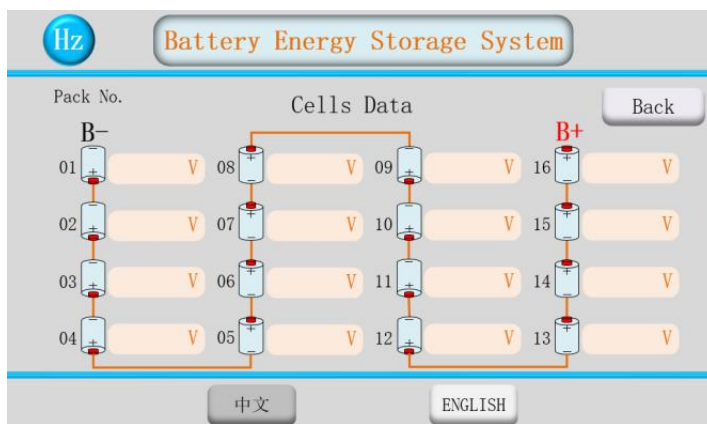 Hz
Battery Energy Storage System
Pack No.
Cells Data
Back
B-
B+
01 V 08 V 09 V 16 V
02 V 07 V 10 V 15 V
03 V 06 V 11 V 14 V
04 V 05 V 12 V 13 V
中文
ENGLISH